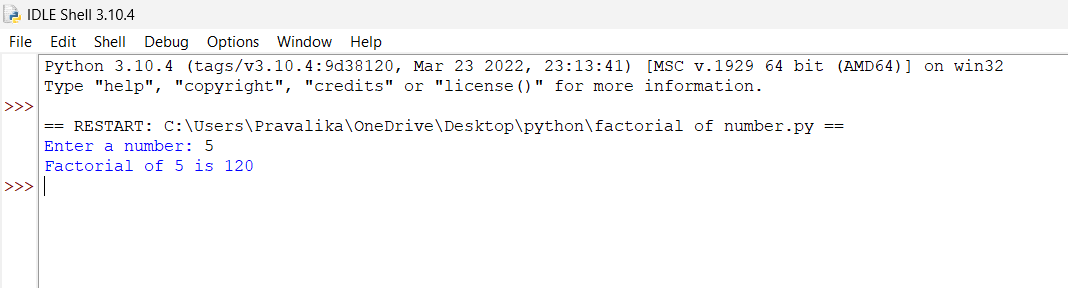 IDLE Shell 3.10.4
File Edit Shell Debug Options Window Help
Python 3.10.4 (tags/v3.10.4:9d38120, Mar 23 2022, 23:13:41) [MSC v.1929 64 bit (AMD64)] on win32
Type "help", "copyright", "credits" or "license()" for more information.
>>>
== RESTART: C:\Users\Pravalika\OneDrive\Desktop\python\factorial of number.py ==
Enter a number: 5
Factorial of 5 is 120
>>>